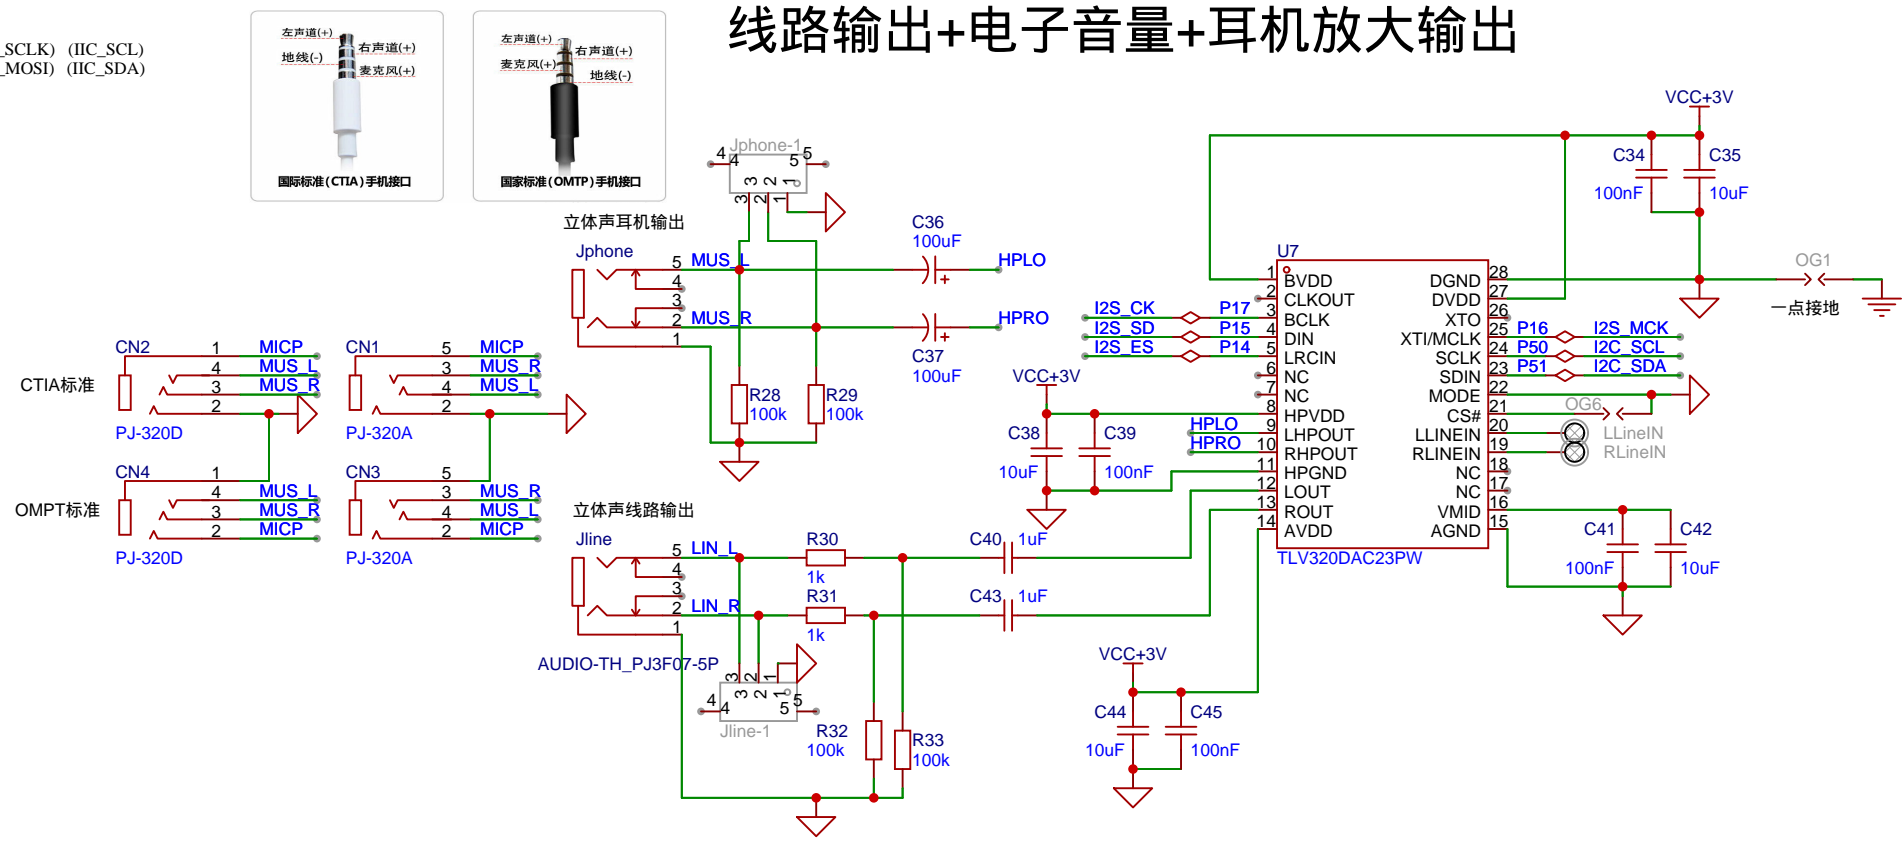 线路输出+电子音量+耳机放大输出
_SCLK) (IIC_SCL)
_MOSI) (IIC_SDA)
左声道(+)
右声道(+)
地线(-)
麦克风(+)
国际标准(CTIA)手机接口
左声道(+)
右声道(+)
麦克风(+)
地线(-)
国家标准(OMTP)手机接口
立体声耳机输出
Jphone-1
4 4 5 5
3 2 1
3 2 1
Jphone
5 MUS_L
4
3
2 MUS_R
1
C36
100uF
HPLO
HPRO
C37
100uF
R28
100k
R29
100k
CTIA标准
CN2
1 MICP
4 MUS_L
3 MUS_R
2
PJ-320D
CN1
5 MICP
3 MUS_R
4 MUS_L
2
PJ-320A
OMPT标准
CN4
1
4 MUS_L
3 MUS_R
2 MICP
PJ-320D
CN3
5
3 MUS_R
4 MUS_L
2 MICP
PJ-320A
立体声线路输出
Jline
5 LIN_L
4
3
2 LIN_R
1
AUDIO-TH_PJ3F07-5P
3 2 1
3 2 1
4 4 5 5
Jline-1
R30
1k
R31
1k
R32
100k
R33
100k
C40 1uF
C43 1uF
VCC+3V
C44
10uF
C45
100nF
VCC+3V
C38
10uF
C39
100nF
HPLO
HPRO
I2S_CK P17
I2S_SD P15
I2S_ES P14
U7
1 BVDD
2 CLKOUT
3 BCLK
4 DIN
5 LRCIN
6 NC
7 NC
8 HPVDD
9 LHPOUT
10 RHPOUT
11 HPGND
12 LOUT
13 ROUT
14 AVDD
DGND 28
DVDD 27
XTO 26
XTI/MCLK 25
SCLK 24
SDIN 23
MODE 22
CS# 21
LLINEIN 20
RLINEIN 19
NC 18
NC 17
VMID 16
AGND 15
TLV320DAC23PW
P16 I2S_MCK
P50 I2C_SCL
P51 I2C_SDA
OG6
LLineIN
RLineIN
VCC+3V
C34
100nF
C35
10uF
OG1
一点接地
C41
100nF
C42
10uF